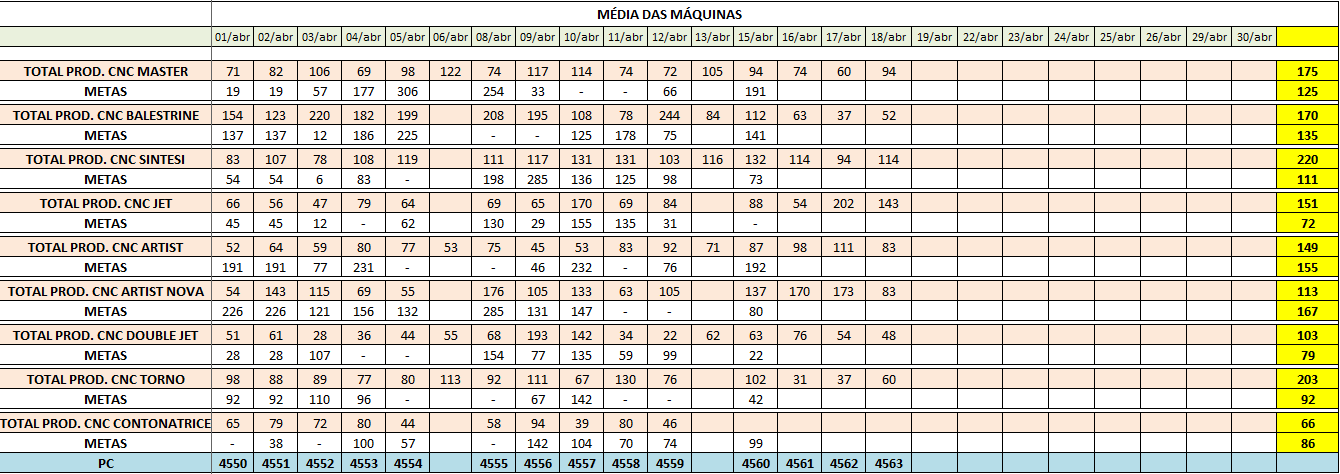 MÉDIA DAS MÁQUINAS
01/abr 02/abr 03/abr 04/abr 05/abr 06/abr 08/abr 09/abr 10/abr 11/abr 12/abr 13/abr 15/abr 16/abr 17/abr 18/abr 19/abr 22/abr 23/abr 24/abr 25/abr 26/abr 29/abr 30/abr
TOTAL PROD. CNC MASTER 71 82 106 69 98 122 74 117 114 74 72 105 94 74 60 94 175
METAS 19 19 57 177 306 254 33 - - 66 191 125
TOTAL PROD. CNC BALESTRINE 154 123 220 182 199 208 195 108 78 244 84 112 63 37 52 170
METAS 137 137 12 186 225 - - 125 178 75 141 135
TOTAL PROD. CNC SINTESI 83 107 78 108 119 111 117 131 131 103 116 132 114 94 114 220
METAS 54 54 6 83 - 198 285 136 125 98 73 111
TOTAL PROD. CNC JET 66 56 47 79 64 69 65 170 69 84 88 54 202 143 151
METAS 45 45 12 - 62 130 29 155 135 31 - 72
TOTAL PROD. CNC ARTIST 52 64 59 80 77 53 75 45 53 83 92 71 87 98 111 83 149
METAS 191 191 77 231 - - 46 232 - 76 192 155
TOTAL PROD. CNC ARTIST NOVA 54 143 115 69 55 176 105 133 63 105 137 170 173 83 113
METAS 226 226 121 156 132 285 131 147 - - 80 167
TOTAL PROD. CNC DOUBLE JET 51 61 28 36 44 55 68 193 142 34 22 62 63 76 54 48 103
METAS 28 28 107 - - 154 77 135 59 99 22 79
TOTAL PROD. CNC TORNO 98 88 89 77 80 113 92 111 67 130 76 102 31 37 60 203
METAS 92 92 110 96 - - 67 142 - - 42 92
TOTAL PROD. CNC CONTONATRICE 65 79 72 80 44 58 94 39 80 46 66
METAS - 38 - 100 57 - 142 104 70 74 99 86
PC 4550 4551 4552 4553 4554 4555 4556 4557 4558 4559 4560 4561 4562 4563